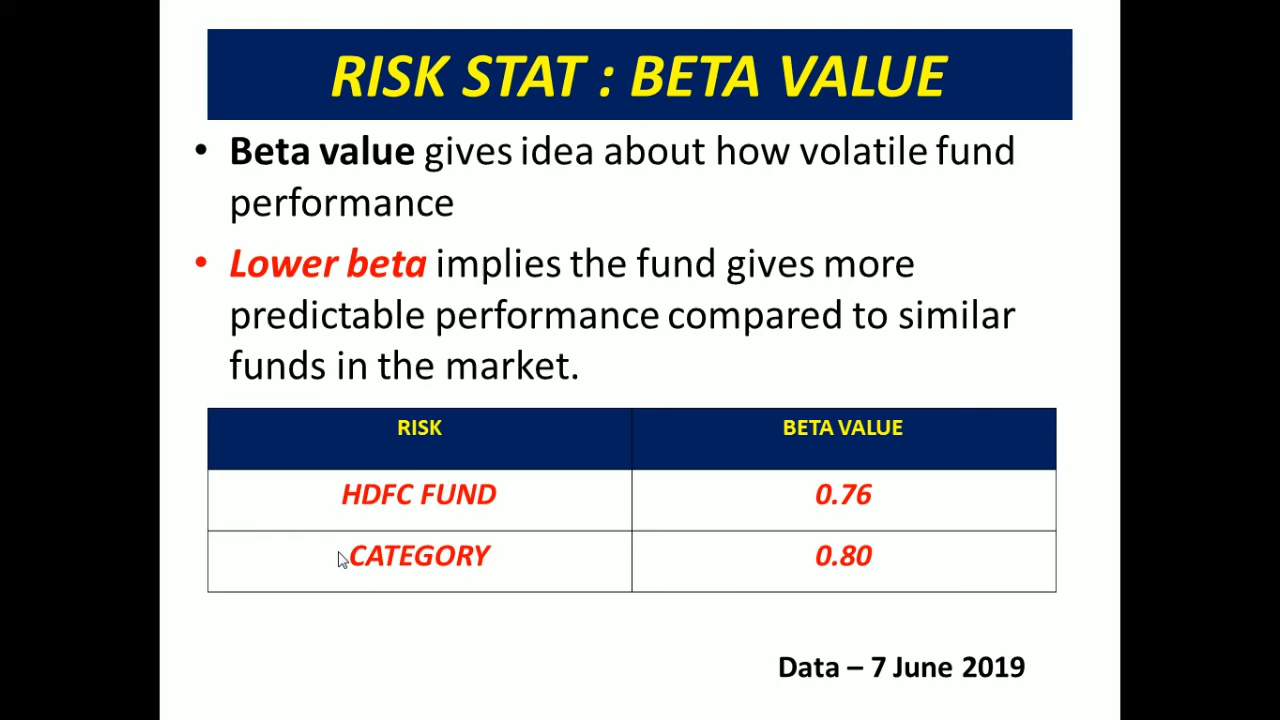 RISK STAT : BETA VALUE
• Beta value gives idea about how volatile fund
performance
• Lower beta implies the fund gives more
predictable performance compared to similar
funds in the market.
RISK BETA VALUE
HDFC FUND 0.76
CATEGORY 0.80
Data – 7 June 2019